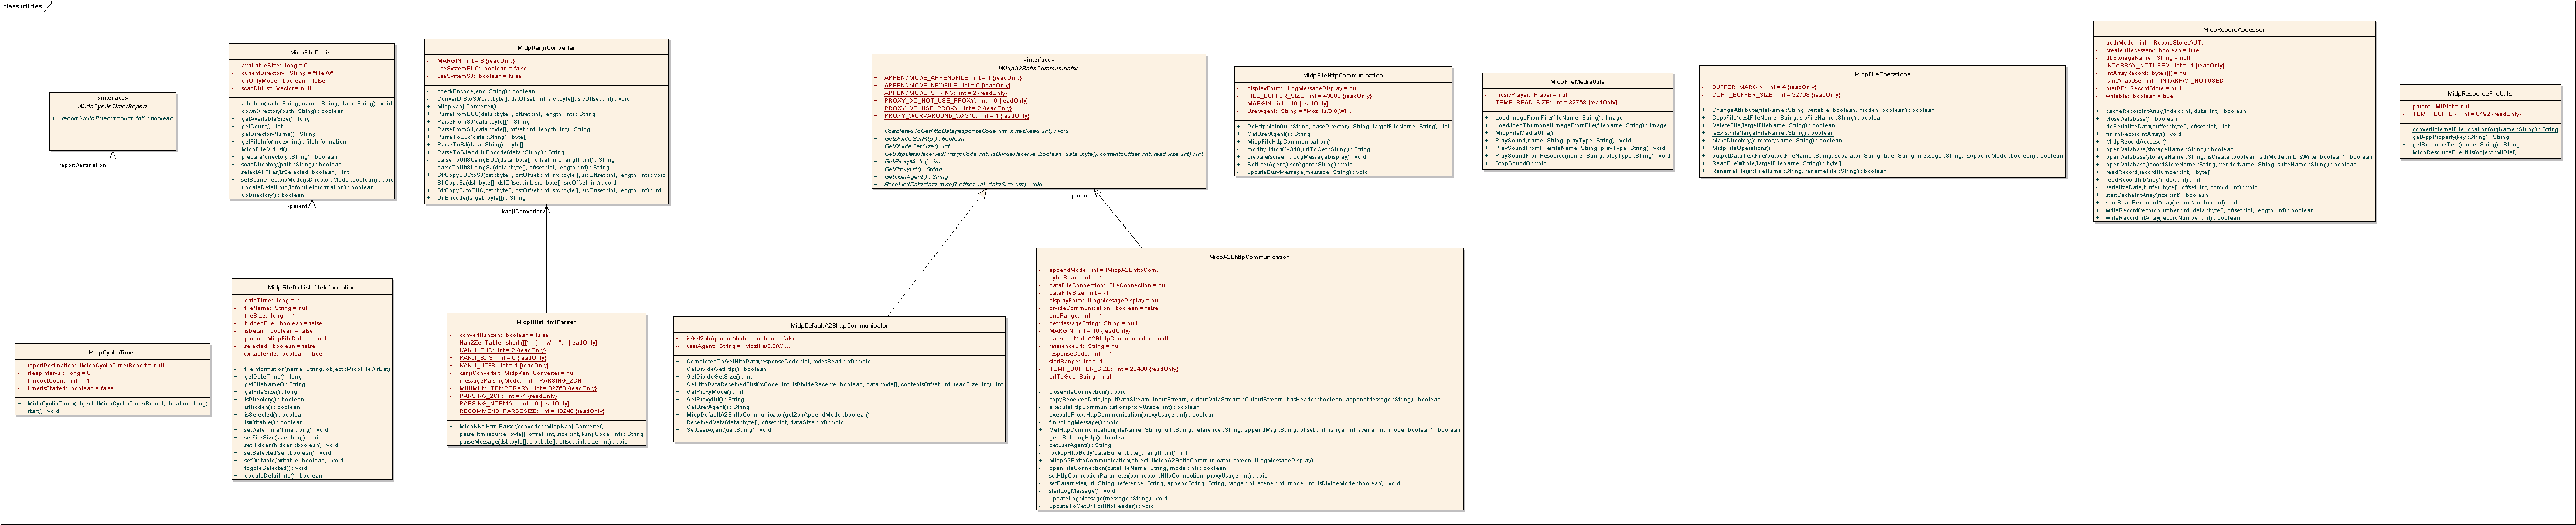 class utilities
«interface»
IMidpCyclicTimerReport
+ reportCyclicTimeout(count :int) : boolean
-
reportDestination
MidpCyclicTimer
- reportDestination: IMidpCyclicTimerReport = null
- sleepInterval: long = 0
- timeoutCount: int = -1
- timerIsStarted: boolean = false
+ MidpCyclicTimer(object :IMidpCyclicTimerReport, duration :long)
+ start() : void
MidpFileDirList
- availableSize: long = 0
- currentDirectory: String = "file:///"
- dirOnlyMode: boolean = false
- scanDirList: Vector = null
- addItem(path :String, name :String, data :String) : void
+ downDirectory(path :String) : boolean
+ getAvailableSize() : long
+ getCount() : int
+ getDirectoryName() : String
+ getFileInfo(index :int) : fileInformation
+ MidpFileDirList()
+ prepare(directory :String) : boolean
- scanDirectory(path :String) : boolean
+ selectAllFiles(isSelected :boolean) : int
+ setScanDirectoryMode(isDirectoryMode :boolean) : void
- updateDetailInfo(info :fileInformation) : boolean
+ upDirectory() : boolean
-parent
MidpFileDirList::fileInformation
- dateTime: long = -1
- fileName: String = null
- fileSize: long = -1
- hiddenFile: boolean = false
- isDetail: boolean = false
- parent: MidpFileDirList = null
- selected: boolean = false
- writableFile: boolean = true
+ fileInformation(name :String, object :MidpFileDirList)
+ getDateTime() : long
+ getFileName() : String
+ getFileSize() : long
+ isDirectory() : boolean
+ isHidden() : boolean
+ isSelected() : boolean
+ isWritable() : boolean
+ setDateTime(time :long) : void
+ setFileSize(size :long) : void
+ setHidden(hidden :boolean) : void
+ setSelected(sel :boolean) : void
+ setWritable(writable :boolean) : void
+ toggleSelected() : void
+ updateDetailInfo() : boolean
MidpKanjiConverter
- MARGIN: int = 8 {readOnly}
- useSystemEUC: boolean = false
- useSystemSJ: boolean = false
- checkEncode(enc :String) : boolean
- ConvertJIStoSJ(dst :byte[], dstOffset :int, src :byte[], srcOffset :int) : void
+ MidpKanjiConverter()
+ ParseFromEUC(data :byte[], offset :int, length :int) : String
+ ParseFromSJ(data :byte[]) : String
+ ParseFromSJ(data :byte[], offset :int, length :int) : String
+ ParseToEuc(data :String) : byte[]
+ ParseToSJ(data :String) : byte[]
+ ParseToSJAndUrlEncode(data :String) : String
- parseToUtf8UsingEUC(data :byte[], offset :int, length :int) : String
- parseToUtf8UsingSJ(data :byte[], offset :int, length :int) : String
+ StrCopyEUCtoSJ(dst :byte[], dstOffset :int, src :byte[], srcOffset :int, length :int) : void
- StrCopySJ(dst :byte[], dstOffset :int, src :byte[], srcOffset :int) : void
+ StrCopySJtoEUC(dst :byte[], dstOffset :int, src :byte[], srcOffset :int, length :int) : int
+ UrlEncode(target :byte[]) : String
-kanjiConverter
MidpNNsiHtmlParser
- convertHanzen: boolean = false
- Han2ZenTable: short ([]) = { // ", "... {readOnly}
+ KANJI_EUC: int = 2 {readOnly}
+ KANJI_SJIS: int = 0 {readOnly}
+ KANJI_UTF8: int = 1 {readOnly}
- kanjiConverter: MidpKanjiConverter = null
- messageParsingMode: int = PARSING_2CH
- MINIMUM_TEMPORARY: int = 32768 {readOnly}
- PARSING_2CH: int = -1 {readOnly}
- PARSING_NORMAL: int = 0 {readOnly}
+ RECOMMEND_PARSESIZE: int = 10240 {readOnly}
+ MidpNNsiHtmlParser(converter :MidpKanjiConverter)
+ parseHtml(source :byte[], offset :int, size :int, kanjiCode :int) : String
- parseMessage(dst :byte[], src :byte[], offset :int, size :int) : void
«interface»
IMidpA2BhttpCommunicator
+ APPENDMODE_APPENDFILE: int = 1 {readOnly}
+ APPENDMODE_NEWFILE: int = 0 {readOnly}
+ APPENDMODE_STRING: int = 2 {readOnly}
+ PROXY_DO_NOT_USE_PROXY: int = 0 {readOnly}
+ PROXY_DO_USE_PROXY: int = 2 {readOnly}
+ PROXY_WORKAROUND_WX310: int = 1 {readOnly}
+ CompletedToGetHttpData(responseCode :int, bytesRead :int) : void
+ GetDivideGetHttp() : boolean
+ GetDivideGetSize() : int
+ GetHttpDataReceivedFirst(rcCode :int, isDivideReceive :boolean, data :byte[], contentsOffset :int, readSize :int) : int
+ GetProxyMode() : int
+ GetProxyUrl() : String
+ GetUserAgent() : String
+ ReceivedData(data :byte[], offset :int, dataSize :int) : void
-parent
MidpDefaultA2BhttpCommunicator
- isGet2chAppendMode: boolean = false
- userAgent: String = "Mozilla/3.0(WI...
+ CompletedToGetHttpData(responseCode :int, bytesRead :int) : void
+ GetDivideGetHttp() : boolean
+ GetDivideGetSize() : int
+ GetHttpDataReceivedFirst(rcCode :int, isDivideReceive :boolean, data :byte[], contentsOffset :int, readSize :int) : int
+ GetProxyMode() : int
+ GetProxyUrl() : String
+ GetUserAgent() : String
+ MidpDefaultA2BhttpCommunicator(get2chAppendMode :boolean)
+ ReceivedData(data :byte[], offset :int, dataSize :int) : void
+ SetUserAgent(ua :String) : void
MidpA2BhttpCommunication
- appendMode: int = IMidpA2BhttpCom...
- bytesRead: int = -1
- dataFileConnection: FileConnection = null
- dataFileSize: int = -1
- displayForm: ILogMessageDisplay = null
- divideCommunication: boolean = false
- endRange: int = -1
- getMessageString: String = null
- MARGIN: int = 10 {readOnly}
- parent: IMidpA2BhttpCommunicator = null
- referenceUrl: String = null
- responseCode: int = -1
- startRange: int = -1
- TEMP_BUFFER_SIZE: int = 20480 {readOnly}
- urlToGet: String = null
- closeFileConnection() : void
- copyReceivedData(inputDataStream :InputStream, outputDataStream :OutputStream, hasHeader :boolean, appendMessage :String) : boolean
- executeHttpCommunication(proxyUsage :int) : boolean
- executeProxyHttpCommunication(proxyUsage :int) : boolean
- finishLogMessage() : void
+ GetHttpCommunication(fileName :String, url :String, reference :String, appendMsg :String, offset :int, range :int, scene :int, mode :boolean) : boolean
- getURLUsingHttp() : boolean
- getUserAgent() : String
- lookupHttpBody(dataBuffer :byte[], length :int) : int
+ MidpA2BhttpCommunication(object :IMidpA2BhttpCommunicator, screen :ILogMessageDisplay)
- openFileConnection(dataFileName :String, mode :int) : boolean
- setHttpConnectionParameter(connector :HttpConnection, proxyUsage :int) : void
- setParameter(url :String, reference :String, appendString :String, range :int, scene :int, mode :int, isDivideMode :boolean) : void
- startLogMessage() : void
- updateLogMessage(message :String) : void
- updateToGetUrlForHttpHeader() : void
MidpFileHttpCommunication
- displayForm: ILogMessageDisplay = null
- FILE_BUFFER_SIZE: int = 43008 {readOnly}
- MARGIN: int = 16 {readOnly}
- UserAgent: String = "Mozilla/3.0(WI...
+ DoHttpMain(url :String, baseDirectory :String, targetFileName :String) : int
+ GetUserAgent() : String
+ MidpFileHttpCommunication()
- modifyUrlforWX310(urlToGet :String) : String
+ prepare(screen :ILogMessageDisplay) : void
+ SetUserAgent(userAgent :String) : void
- updateBusyMessage(message :String) : void
MidpFileMediaUtils
- musicPlayer: Player = null
- TEMP_READ_SIZE: int = 32768 {readOnly}
+ LoadImageFromFile(fileName :String) : Image
+ LoadJpegThumbnailImageFromFile(fileName :String) : Image
+ MidpFileMediaUtils()
+ PlaySound(name :String, playType :String) : void
+ PlaySoundFromFile(fileName :String, playType :String) : void
+ PlaySoundFromResource(name :String, playType :String) : void
+ StopSound() : void
MidpFileOperations
- BUFFER_MARGIN: int = 4 {readOnly}
- COPY_BUFFER_SIZE: int = 32768 {readOnly}
+ ChangeAttribute(fileName :String, writable :boolean, hidden :boolean) : boolean
+ CopyFile(destFileName :String, srcFileName :String) : boolean
+ DeleteFile(targetFileName :String) : boolean
+ IsExistFile(targetFileName :String) : boolean
+ MakeDirectory(directoryName :String) : boolean
+ MidpFileOperations()
+ outputDataTextFile(outputFileName :String, separator :String, title :String, message :String, isAppendMode :boolean) : boolean
+ ReadFileWhole(targetFileName :String) : byte[]
+ RenameFile(srcFileName :String, renameFile :String) : boolean
MidpRecordAccessor
- authMode: int = RecordStore.AUT...
- createIfNecessary: boolean = true
- dbStorageName: String = null
- INTARRAY_NOTUSED: int = -1 {readOnly}
- intArrayRecord: byte ([]) = null
- isIntArrayUse: int = INTARRAY_NOTUSED
- prefDB: RecordStore = null
- writable: boolean = true
+ cacheRecordIntArray(index :int, data :int) : boolean
+ closeDatabase() : boolean
- deSerializeData(buffer :byte[], offset :int) : int
+ finishRecordIntArray() : void
+ MidpRecordAccessor()
+ openDatabase(storageName :String) : boolean
+ openDatabase(storageName :String, isCreate :boolean, athMode :int, isWrite :boolean) : boolean
+ openDatabase(recordStoreName :String, vendorName :String, suiteName :String) : boolean
+ readRecord(recordNumber :int) : byte[]
+ readRecordIntArray(index :int) : int
- serializeData(buffer :byte[], offset :int, convId :int) : void
+ startCacheIntArray(size :int) : boolean
+ startReadRecordIntArray(recordNumber :int) : int
+ writeRecord(recordNumber :int, data :byte[], offset :int, length :int) : boolean
+ writeRecordIntArray(recordNumber :int) : boolean
MidpResourceFileUtils
- parent: MIDlet = null
- TEMP_BUFFER: int = 8192 {readOnly}
+ convertInternalFileLocation(orgName :String) : String
+ getAppProperty(key :String) : String
+ getResourceText(name :String) : String
+ MidpResourceFileUtils(object :MIDlet)